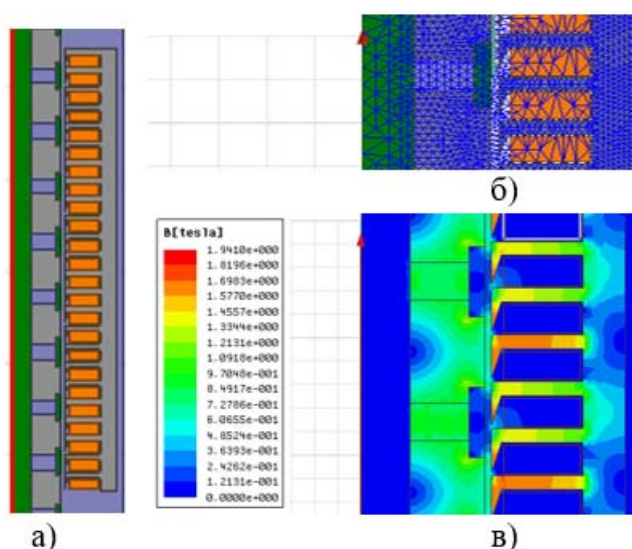 б)
B[tesla]
1.9410e+000
1.8196e+000
1.6983e+000
1.5770e+000
1.4557e+000
1.3344e+000
1.2131e+000
1.0918e+000
9.7048e-001
8.4917e-001
7.2786e-001
6.0655e-001
4.8524e-001
3.6393e-001
2.4262e-001
1.2131e-001
0.0000e+000
а)
в)